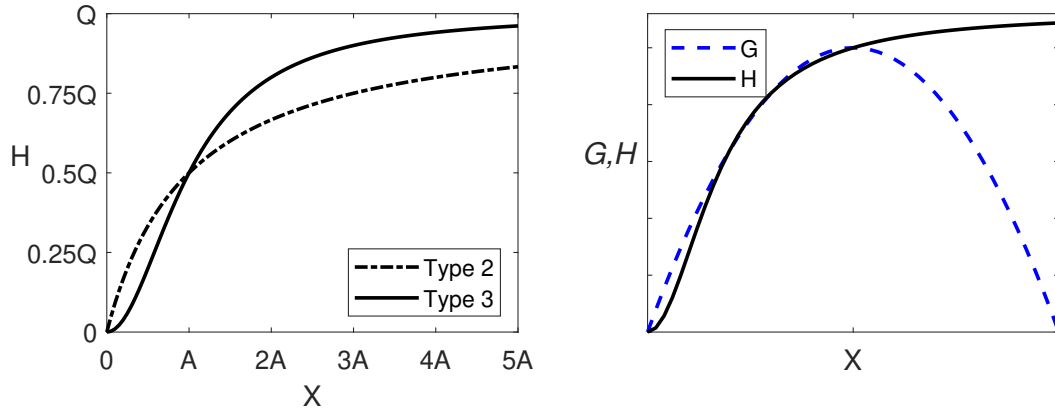 Q
0.75Q
H
0.5Q
0.25Q
0
Type 2
Type 3
0 A 2A 3A 4A 5A
X
G
H
G,H
X